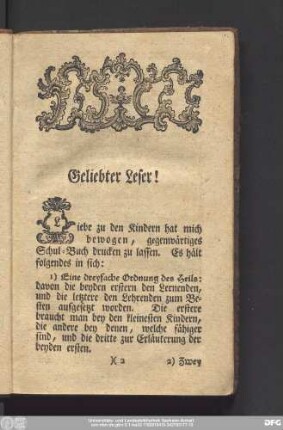 Geliebter Leser!
Liebe zu den Kindern hat mich
bewogen, gegenwärtiges
Schul-Buch drucken zu lassen. Es hält
folgendes in sich:
1) Eine dreyfache Ordnung des Heils:
davon die beyden erstern den Lernenden,
und die letztere den Lehrenden zum Be-
sten aufgesetzt worden. Die erstere
braucht man bey den kleinesten Kindern,
die andere bey denen, welche fähiger
sind, und die dritte zur Erläuterung der
beyden ersten.
)( 2 2) Zwey
DFG